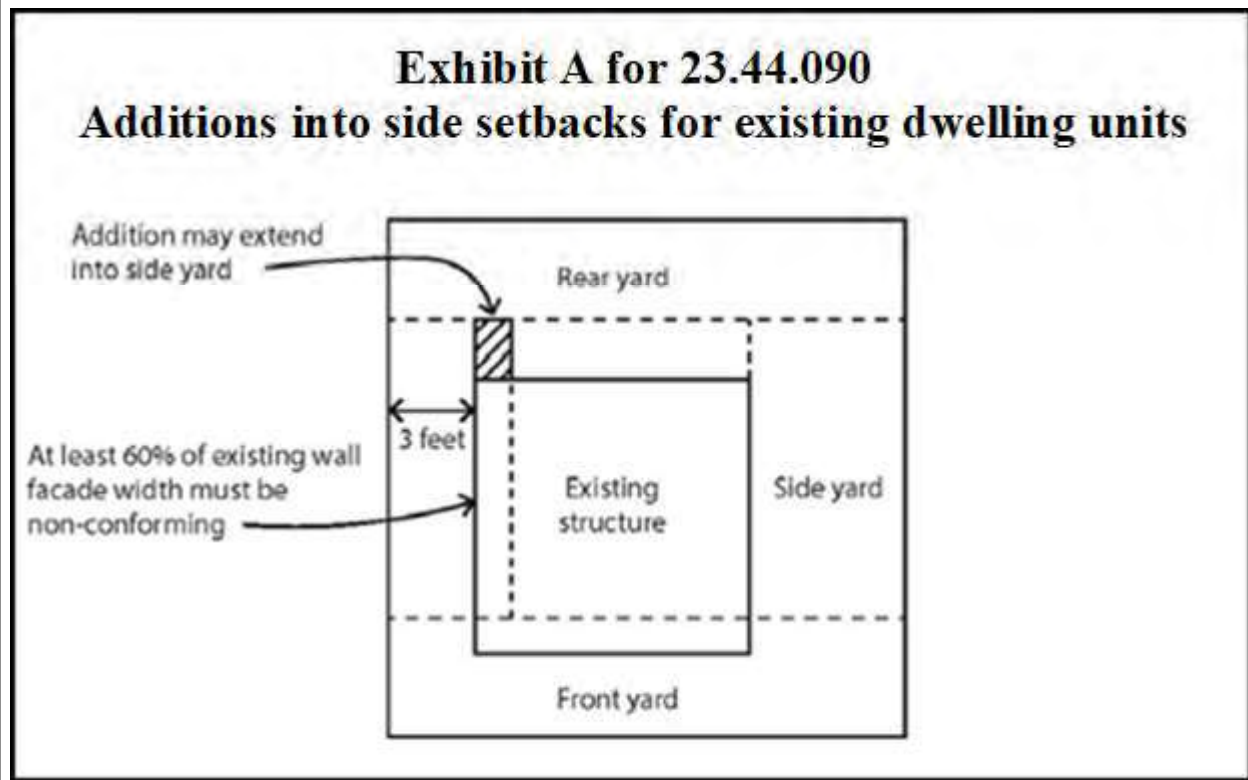 Exhibit A for 23.44.090
Additions into side setbacks for existing dwelling units
Addition may extend
into side yard
Rear yard
3 feet
At least 60% of existing wall
facade width must be
non-conforming
Existing
structure
Side yard
Front yard